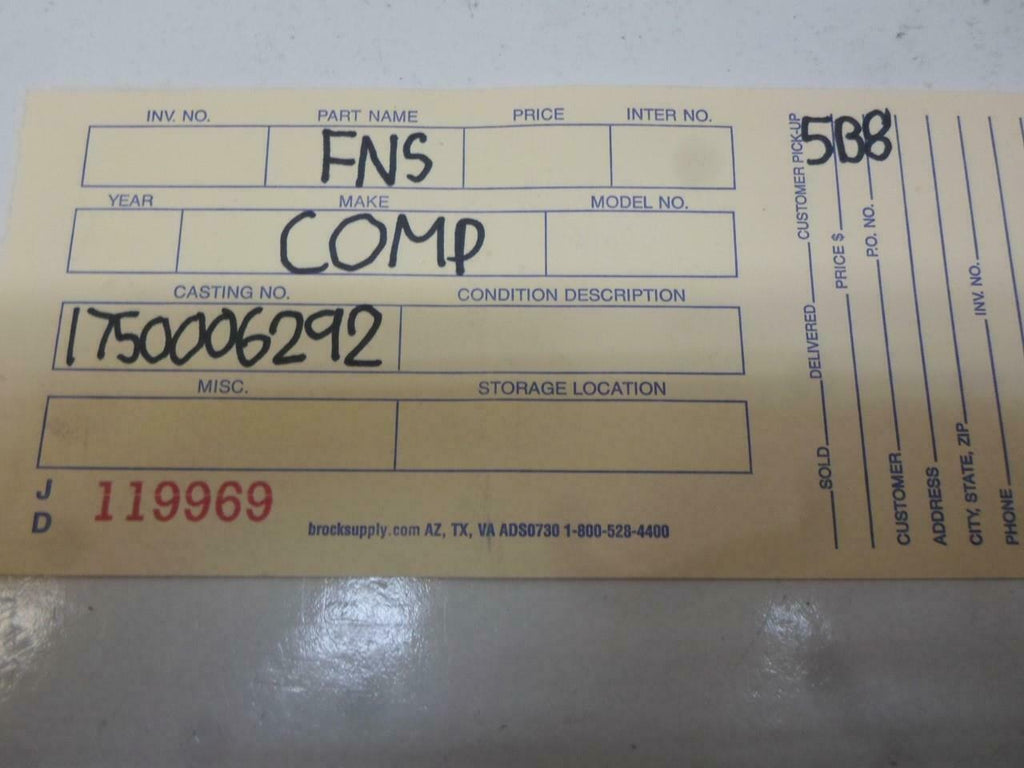 INV. NO. PART NAME PRICE INTER NO.
FNS
YEAR MAKE MODEL NO.
COMP
CASTING NO. CONDITION DESCRIPTION
1750006292
MISC. STORAGE LOCATION
J D 119969
brocksupply.com AZ, TX, VA ADS0730 1-800-528-4400
5B8
SOLD DELIVERED CUSTOMER PICK-UP
PRICE $
P.O. NO.
CUSTOMER
ADDRESS
CITY, STATE, ZIP INV. NO.
PHONE